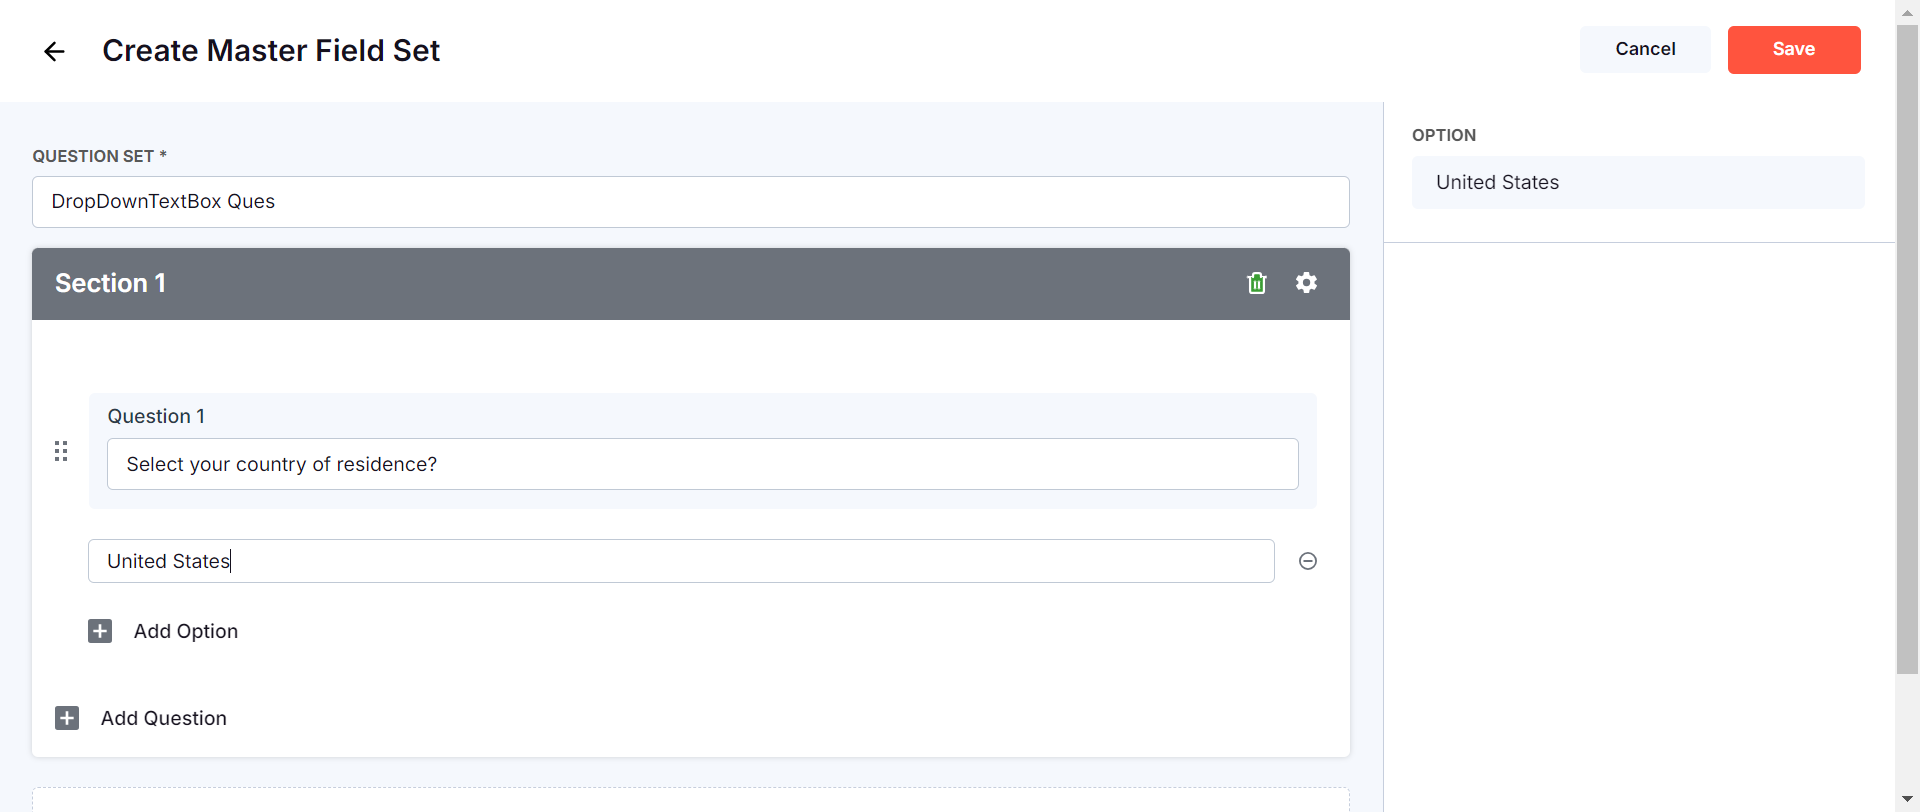 Create Master Field Set
Cancel
Save
QUESTION SET *
DropDownTextBox Ques
Section 1
Question 1
Select your country of residence?
United States
Add Option
Add Question
OPTION
United States